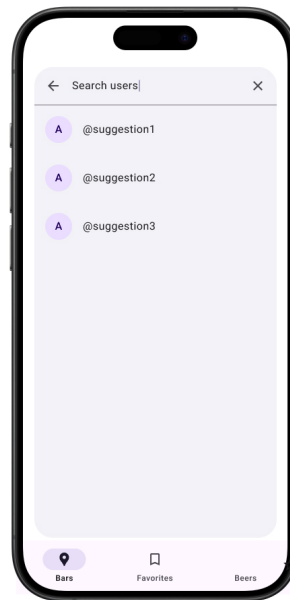 Search users
A @suggestion1
A @suggestion2
A @suggestion3
Bars Favorites Beers